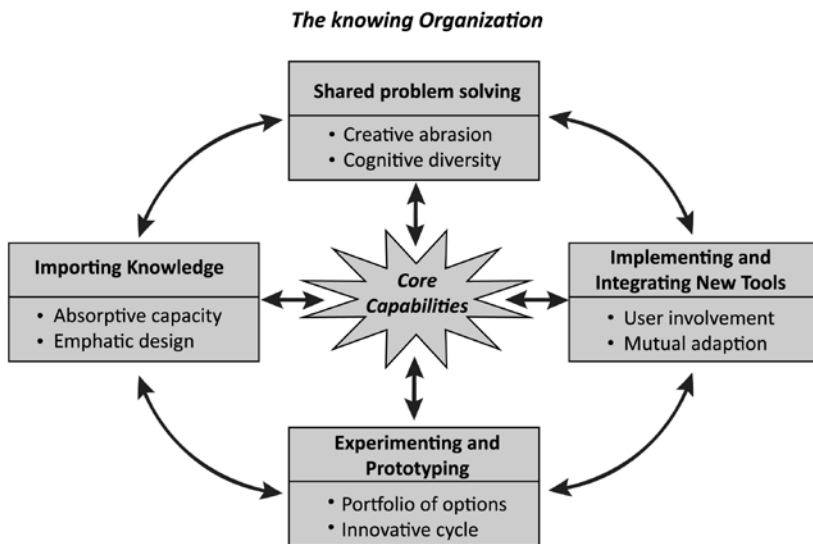 The knowing Organization
Shared problem solving
• Creative abrasion
• Cognitive diversity
Importing Knowledge
• Absorptive capacity
• Emphatic design
Core
Capabilities
Implementing and
Integrating New Tools
• User involvement
• Mutual adaption
Experimenting and
Prototyping
• Portfolio of options
• Innovative cycle